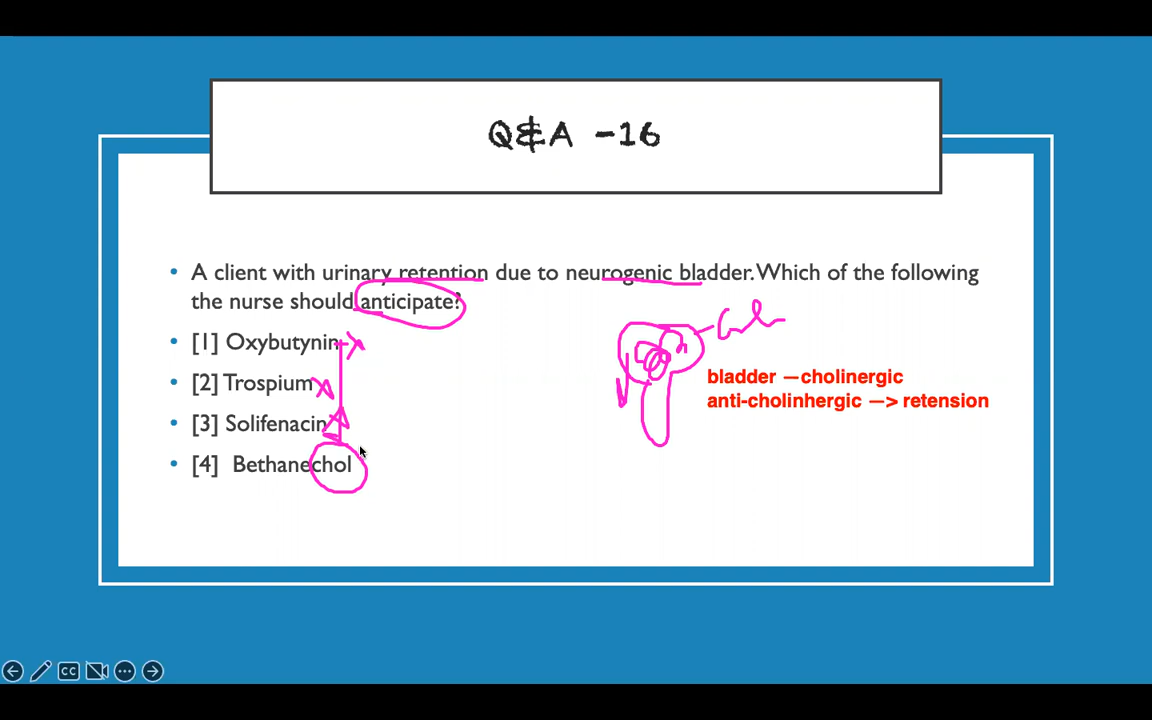 Q&A -16
• A client with urinary retention due to neurogenic bladder. Which of the following
the nurse should anticipate?
• [1] Oxybutynin
• [2] Trospium
• [3] Solifenacin
• [4] Bethanechol
bladder —cholinergic
anti-cholinhergic —> retension
CC